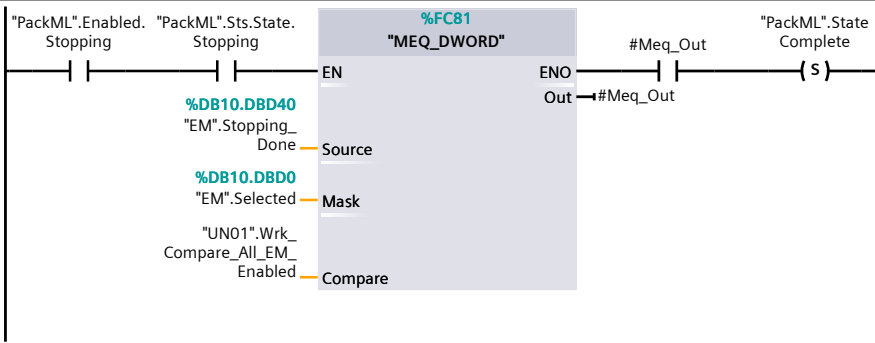 "PackML".Enabled.
Stopping
"PackML".Sts.State.
Stopping
%FC81
"MEQ_DWORD"
#Meq_Out
"PackML".State
Complete
EN
ENO
S
Out
#Meq_Out
%DB10.DBD40
"EM".Stopping_
Done
Source
%DB10.DBD0
"EM".Selected
Mask
"UN01".Wrk_
Compare_All_EM_
Enabled
Compare